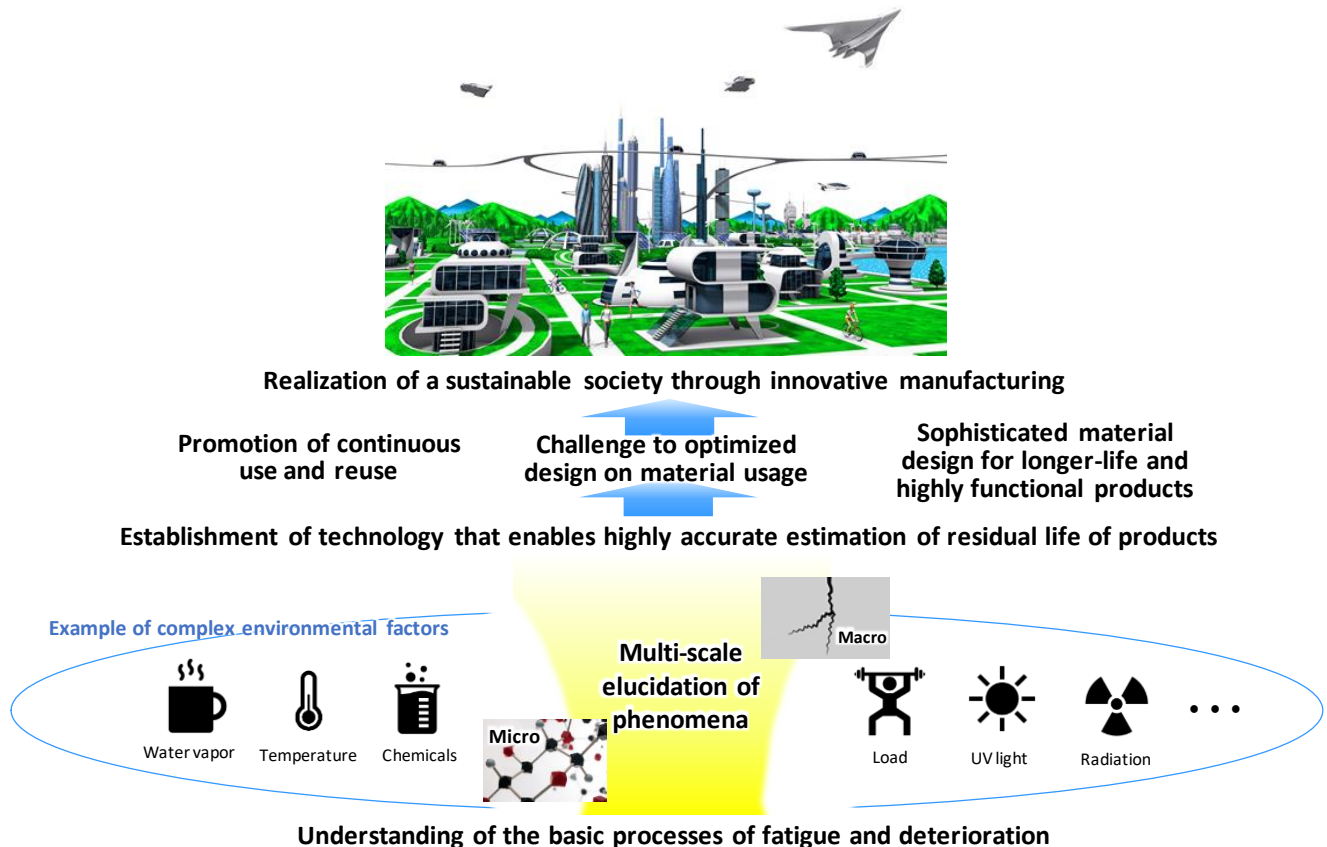 Realization of a sustainable society through innovative manufacturing
Promotion of continuous
use and reuse
Challenge to optimized
design on material usage
Sophisticated material
design for longer-life and
highly functional products
Establishment of technology that enables highly accurate estimation of residual life of products
Example of complex environmental factors
Multi-scale
elucidation of
phenomena
Macro
Micro
Water vapor
Temperature
Chemicals
Load
UV light
Radiation
• • •
Understanding of the basic processes of fatigue and deterioration